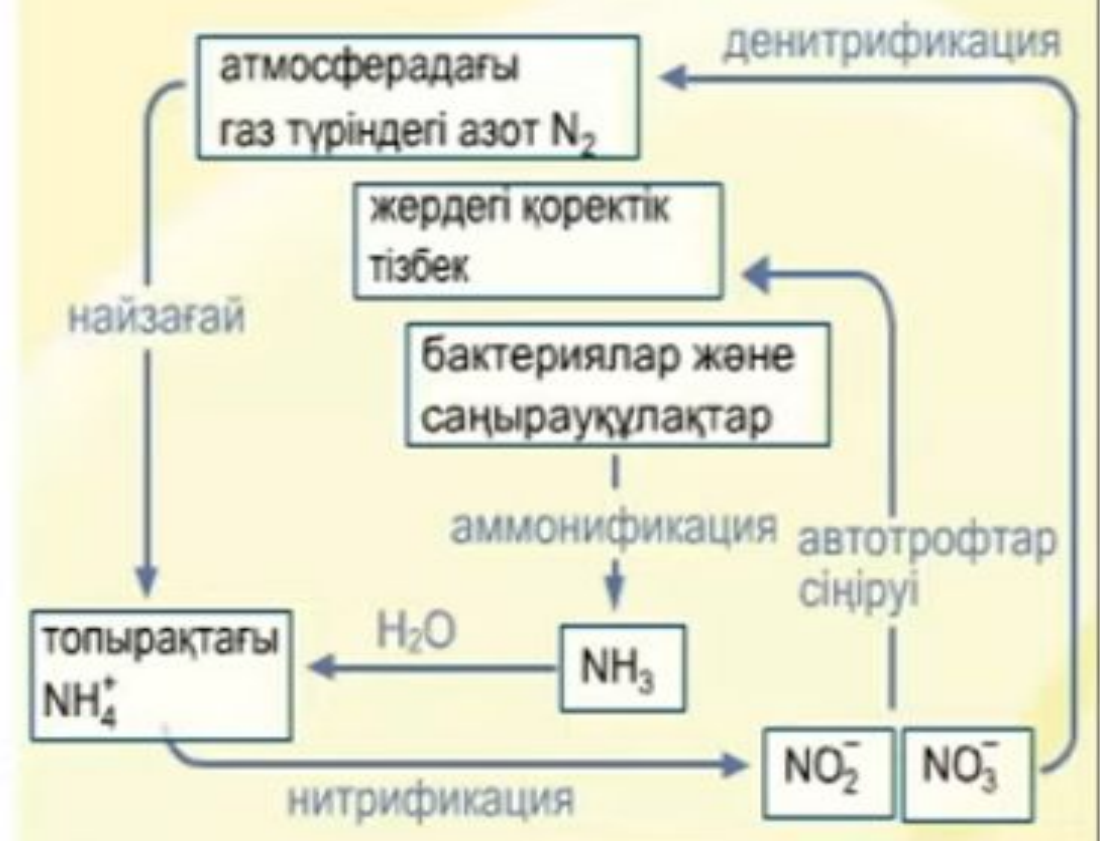 денитрификация
атмосферадағы
газ түріндегі азот N₂
жердегі қоректік
тізбек
найзағай
бактериялар және
саңырауқұлақтар
аммонификация
автотрофтар
сіңіруі
топырақтағы
NH₄⁺
H₂O
NH₃
NO₂⁻
NO₃⁻
нитрификация